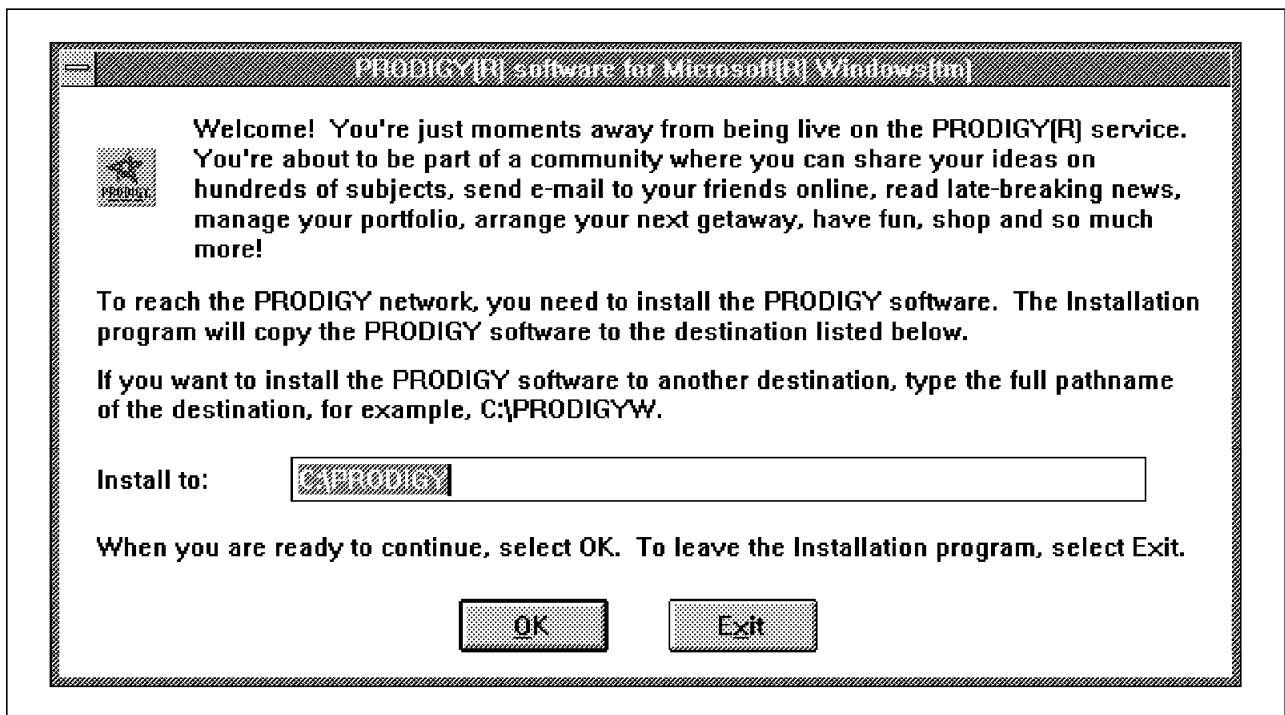 PRODIGY(R) software for Microsoft(R) Windows(tm)
Welcome! You're just moments away from being live on the PRODIGY(R) service.
You're about to be part of a community where you can share your ideas on
hundreds of subjects, send e-mail to your friends online, read late-breaking news,
manage your portfolio, arrange your next getaway, have fun, shop and so much
more!
PRODIGY
To reach the PRODIGY network, you need to install the PRODIGY software. The Installation
program will copy the PRODIGY software to the destination listed below.
If you want to install the PRODIGY software to another destination, type the full pathname
of the destination, for example, C:\PRODIGYW.
Install to: C:\PRODIGY
When you are ready to continue, select OK. To leave the Installation program, select Exit.
OK Exit